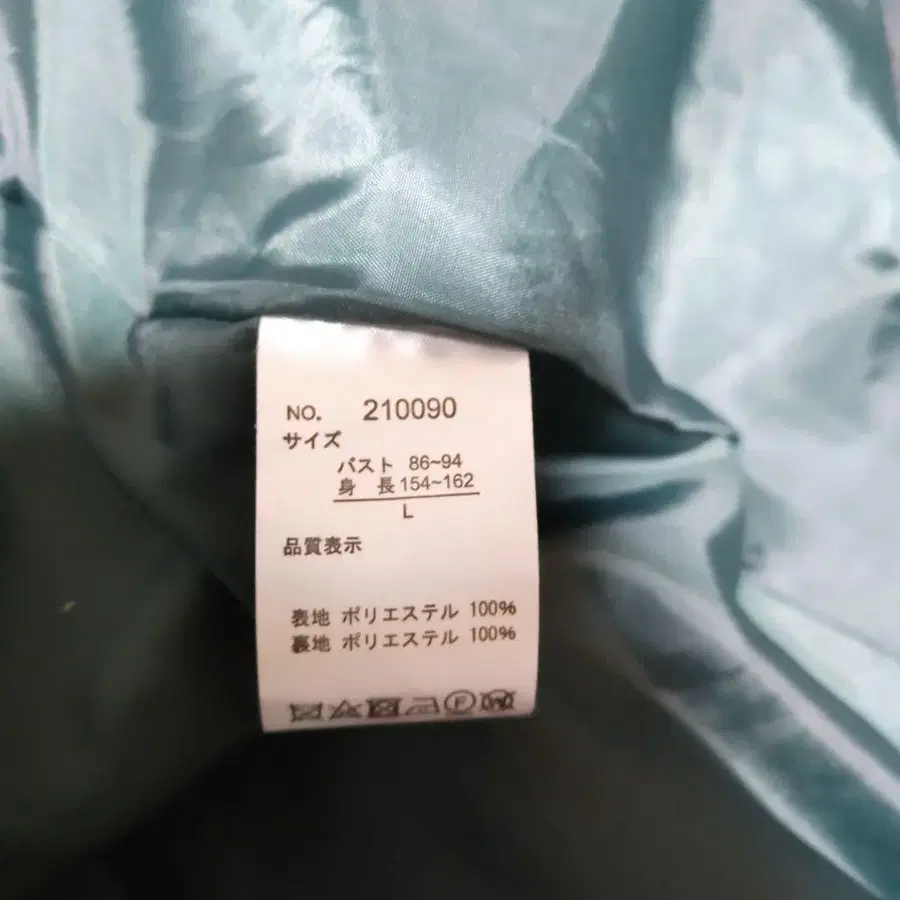 NO. 210090
サイズ
バスト 86~94
身 長 154~162
L
品質表示
表地 ポリエステル 100%
裏地 ポリエステル 100%
F